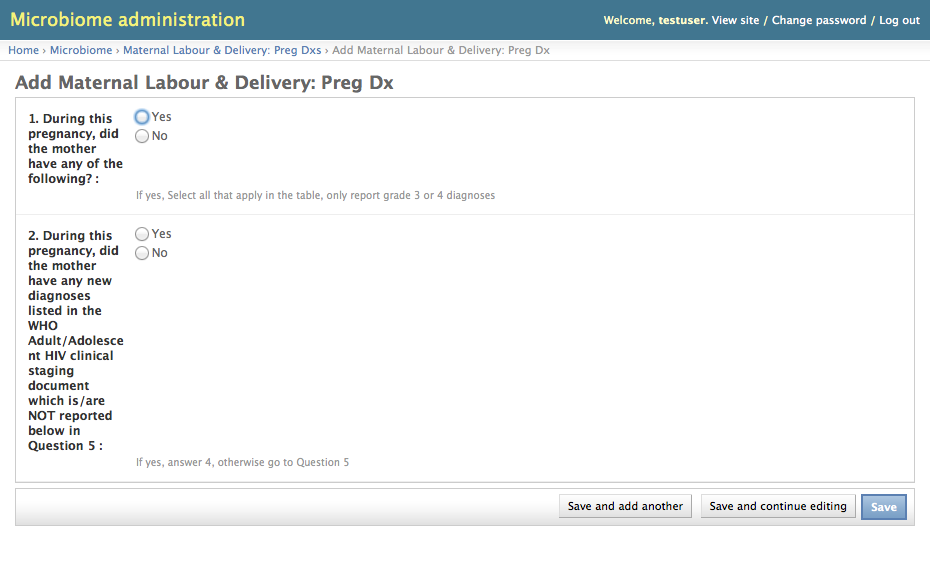 Microbiome administration
Welcome, testuser. View site / Change password / Log out
Home › Microbiome › Maternal Labour & Delivery: Preg Dxs › Add Maternal Labour & Delivery: Preg Dx
Add Maternal Labour & Delivery: Preg Dx
1. During this
pregnancy, did
the mother
have any of the
following? :
Yes
No
If yes, Select all that apply in the table, only report grade 3 or 4 diagnoses
2. During this
pregnancy, did
the mother
have any new
diagnoses
listed in the
WHO
Adult/Adolesce
nt HIV clinical
staging
document
which is/are
NOT reported
below in
Question 5 :
Yes
No
If yes, answer 4, otherwise go to Question 5
Save and add another
Save and continue editing
Save